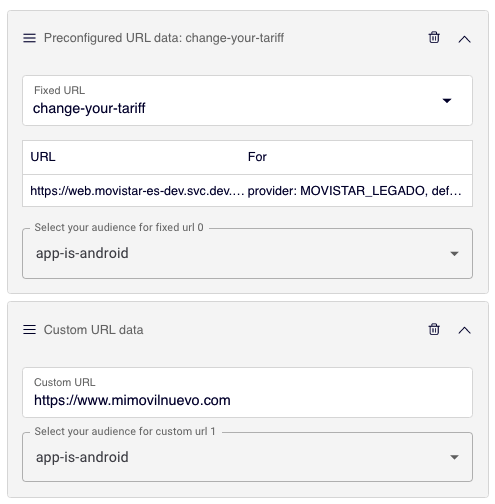 Preconfigured URL data: change-your-tariff
Fixed URL
change-your-tariff
URL For
https://web.movistar-es-dev.svc.dev.... provider: MOVISTAR_LEGADO, def...
Select your audience for fixed url 0
app-is-android
Custom URL data
Custom URL
https://www.mimovilnuevo.com
Select your audience for custom url 1
app-is-android